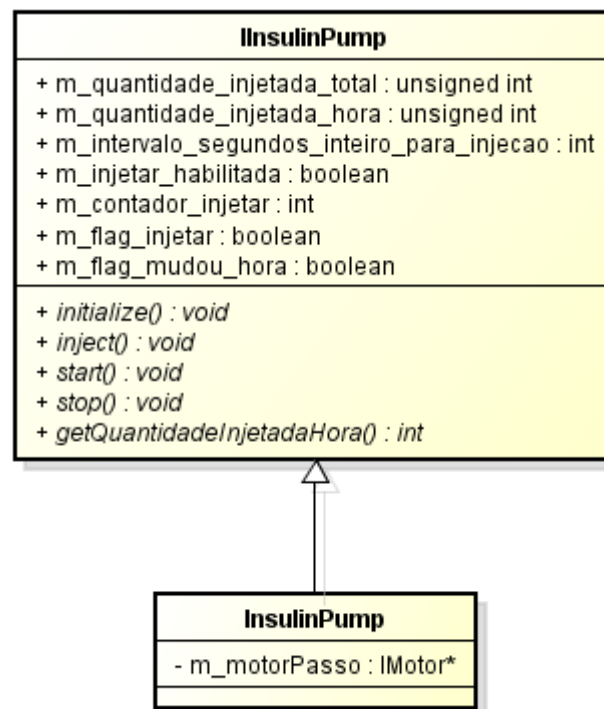 IInsulinPump
+ m_quantidade_injetada_total : unsigned int
+ m_quantidade_injetada_hora : unsigned int
+ m_intervalo_segundos_inteiro_para_injecao : int
+ m_injetar_habilitada : boolean
+ m_contador_injetar : int
+ m_flag_injetar : boolean
+ m_flag_mudou_hora : boolean
+ initialize() : void
+ inject() : void
+ start() : void
+ stop() : void
+ getQuantidadeInjetadaHora() : int
InsulinPump
- m_motorPasso : IMotor*